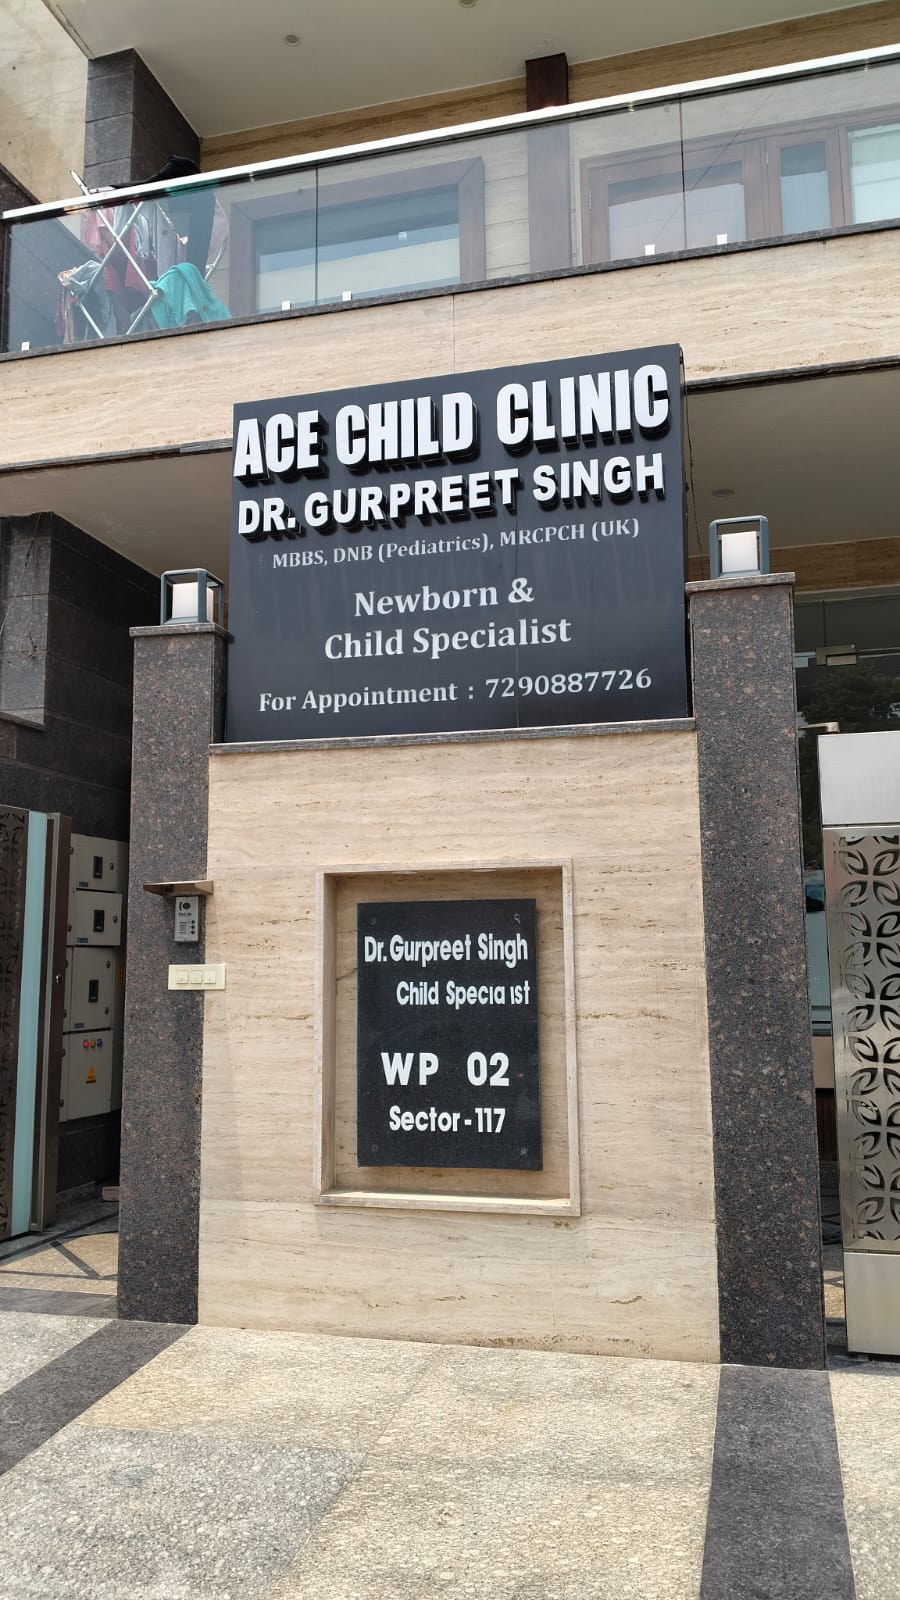 ACE CHILD CLINIC
DR. GURPREET SINGH
MBBS, DNB (Pediatrics), MRCPCH (UK)
Newborn &
Child Specialist
For Appointment : 7290887726
Dr. Gurpreet Singh
Child Specia ist
WP 02
Sector-117